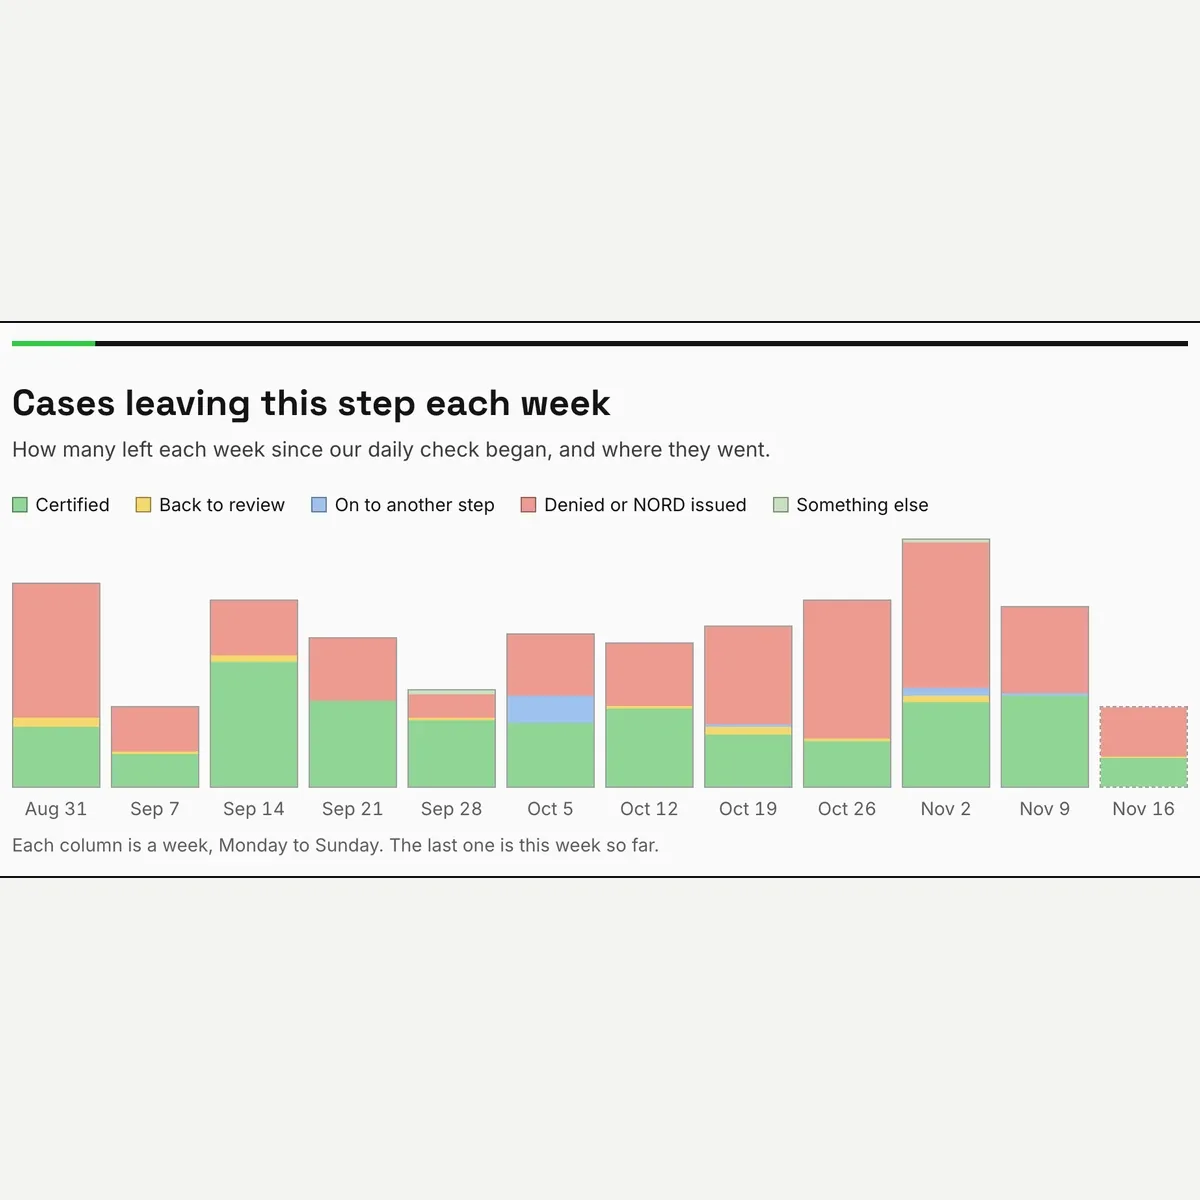 Cases leaving this step each week
How many left each week since our daily check began, and where they went.
Certified Back to review On to another step Denied or NORD issued Something else
Aug 31 Sep 7 Sep 14 Sep 21 Sep 28 Oct 5 Oct 12 Oct 19 Oct 26 Nov 2 Nov 9 Nov 16
Each column is a week, Monday to Sunday. The last one is this week so far.